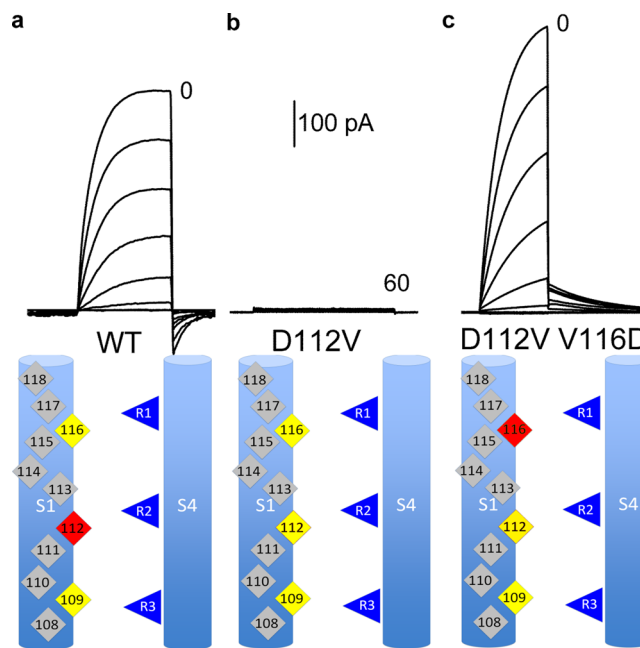 a b c
0 0
100 pA
60
WT D112V D112V V116D
118 118 118
117 R1 117 R1 117 R1
116 116 116
115 115 115
114 114 114
113 113 113
S1 R2 S4 S1 R2 S4 S1 R2 S4
112 112 112
111 111 111
110 110 110
109 R3 109 R3 109 R3
108 108 108